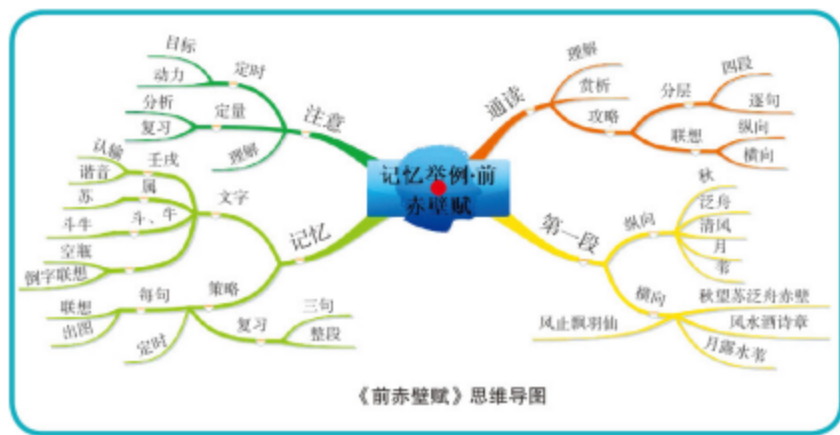 记忆举例·前
赤壁赋
通读
理解
赏析
攻略
分层
四段
逐句
联想
纵向
横向
第一段
纵向
秋
泛舟
清风
月
苇
横向
秋望苏泛舟赤壁
风水酒诗章
月露水苇
风止飘羽仙
注意
定时
目标
动力
定量
分析
复习
理解
记忆
文字
壬戌
认输
谐音
属
苏
斗、牛
斗牛
空瓶
倒字联想
策略
每句
联想
出图
定时
复习
三句
整段
《前赤壁赋》思维导图